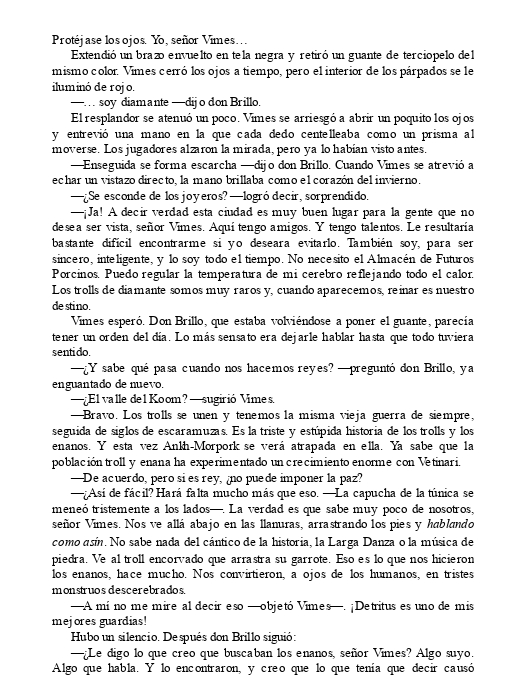 Protéjase los ojos. Yo, señor Vimes…
Extendió un brazo envuelto en tela negra y retiró un guante de terciopelo del
mismo color. Vimes cerró los ojos a tiempo, pero el interior de los párpados se le
iluminó de rojo.
—… soy diamante —dijo don Brillo.
El resplandor se atenuó un poco. Vimes se arriesgó a abrir un poquito los ojos
y entrevió una mano en la que cada dedo centelleaba como un prisma al
moverse. Los jugadores alzaron la mirada, pero ya lo habían visto antes.
—Enseguida se forma escarcha —dijo don Brillo. Cuando Vimes se atrevió a
echar un vistazo directo, la mano brillaba como el corazón del invierno.
—¿Se esconde de los joyeros? —logró decir, sorprendido.
—¡Ja! A decir verdad esta ciudad es muy buen lugar para la gente que no
desea ser vista, señor Vimes. Aquí tengo amigos. Y tengo talentos. Le resultaría
bastante difícil encontrarme si yo deseara evitarlo. También soy, para ser
sincero, inteligente, y lo soy todo el tiempo. No necesito el Almacén de Futuros
Porcinos. Puedo regular la temperatura de mi cerebro reflejando todo el calor.
Los trolls de diamante somos muy raros y, cuando aparecemos, reinar es nuestro
destino.
Vimes esperó. Don Brillo, que estaba volviéndose a poner el guante, parecía
tener un orden del día. Lo más sensato era dejarle hablar hasta que todo tuviera
sentido.
—¿Y sabe qué pasa cuando nos hacemos reyes? —preguntó don Brillo, ya
enguantado de nuevo.
—¿El valle del Koom? —sugirió Vimes.
—Bravo. Los trolls se unen y tenemos la misma vieja guerra de siempre,
seguida de siglos de escaramuzas. Es la triste y estúpida historia de los trolls y los
enanos. Y esta vez Ankh-Morpork se verá atrapada en ella. Ya sabe que la
población troll y enana ha experimentado un crecimiento enorme con Vetinari.
—De acuerdo, pero si es rey, ¿no puede imponer la paz?
—¿Así de fácil? Hará falta mucho más que eso. —La capucha de la túnica se
meneó tristemente a los lados—. La verdad es que sabe muy poco de nosotros,
señor Vimes. Nos ve allá abajo en las llanuras, arrastrando los pies y hablando
como asín. No sabe nada del cántico de la historia, la Larga Danza o la música de
piedra. Ve al troll encorvado que arrastra su garrote. Eso es lo que nos hicieron
los enanos, hace mucho. Nos convirtieron, a ojos de los humanos, en tristes
monstruos descerebrados.
—A mí no me mire al decir eso —objetó Vimes—. ¡Detritus es uno de mis
mejores guardias!
Hubo un silencio. Después don Brillo siguió:
—¿Le digo lo que creo que buscaban los enanos, señor Vimes? Algo suyo.
Algo que habla. Y lo encontraron, y creo que lo que tenía que decir causó